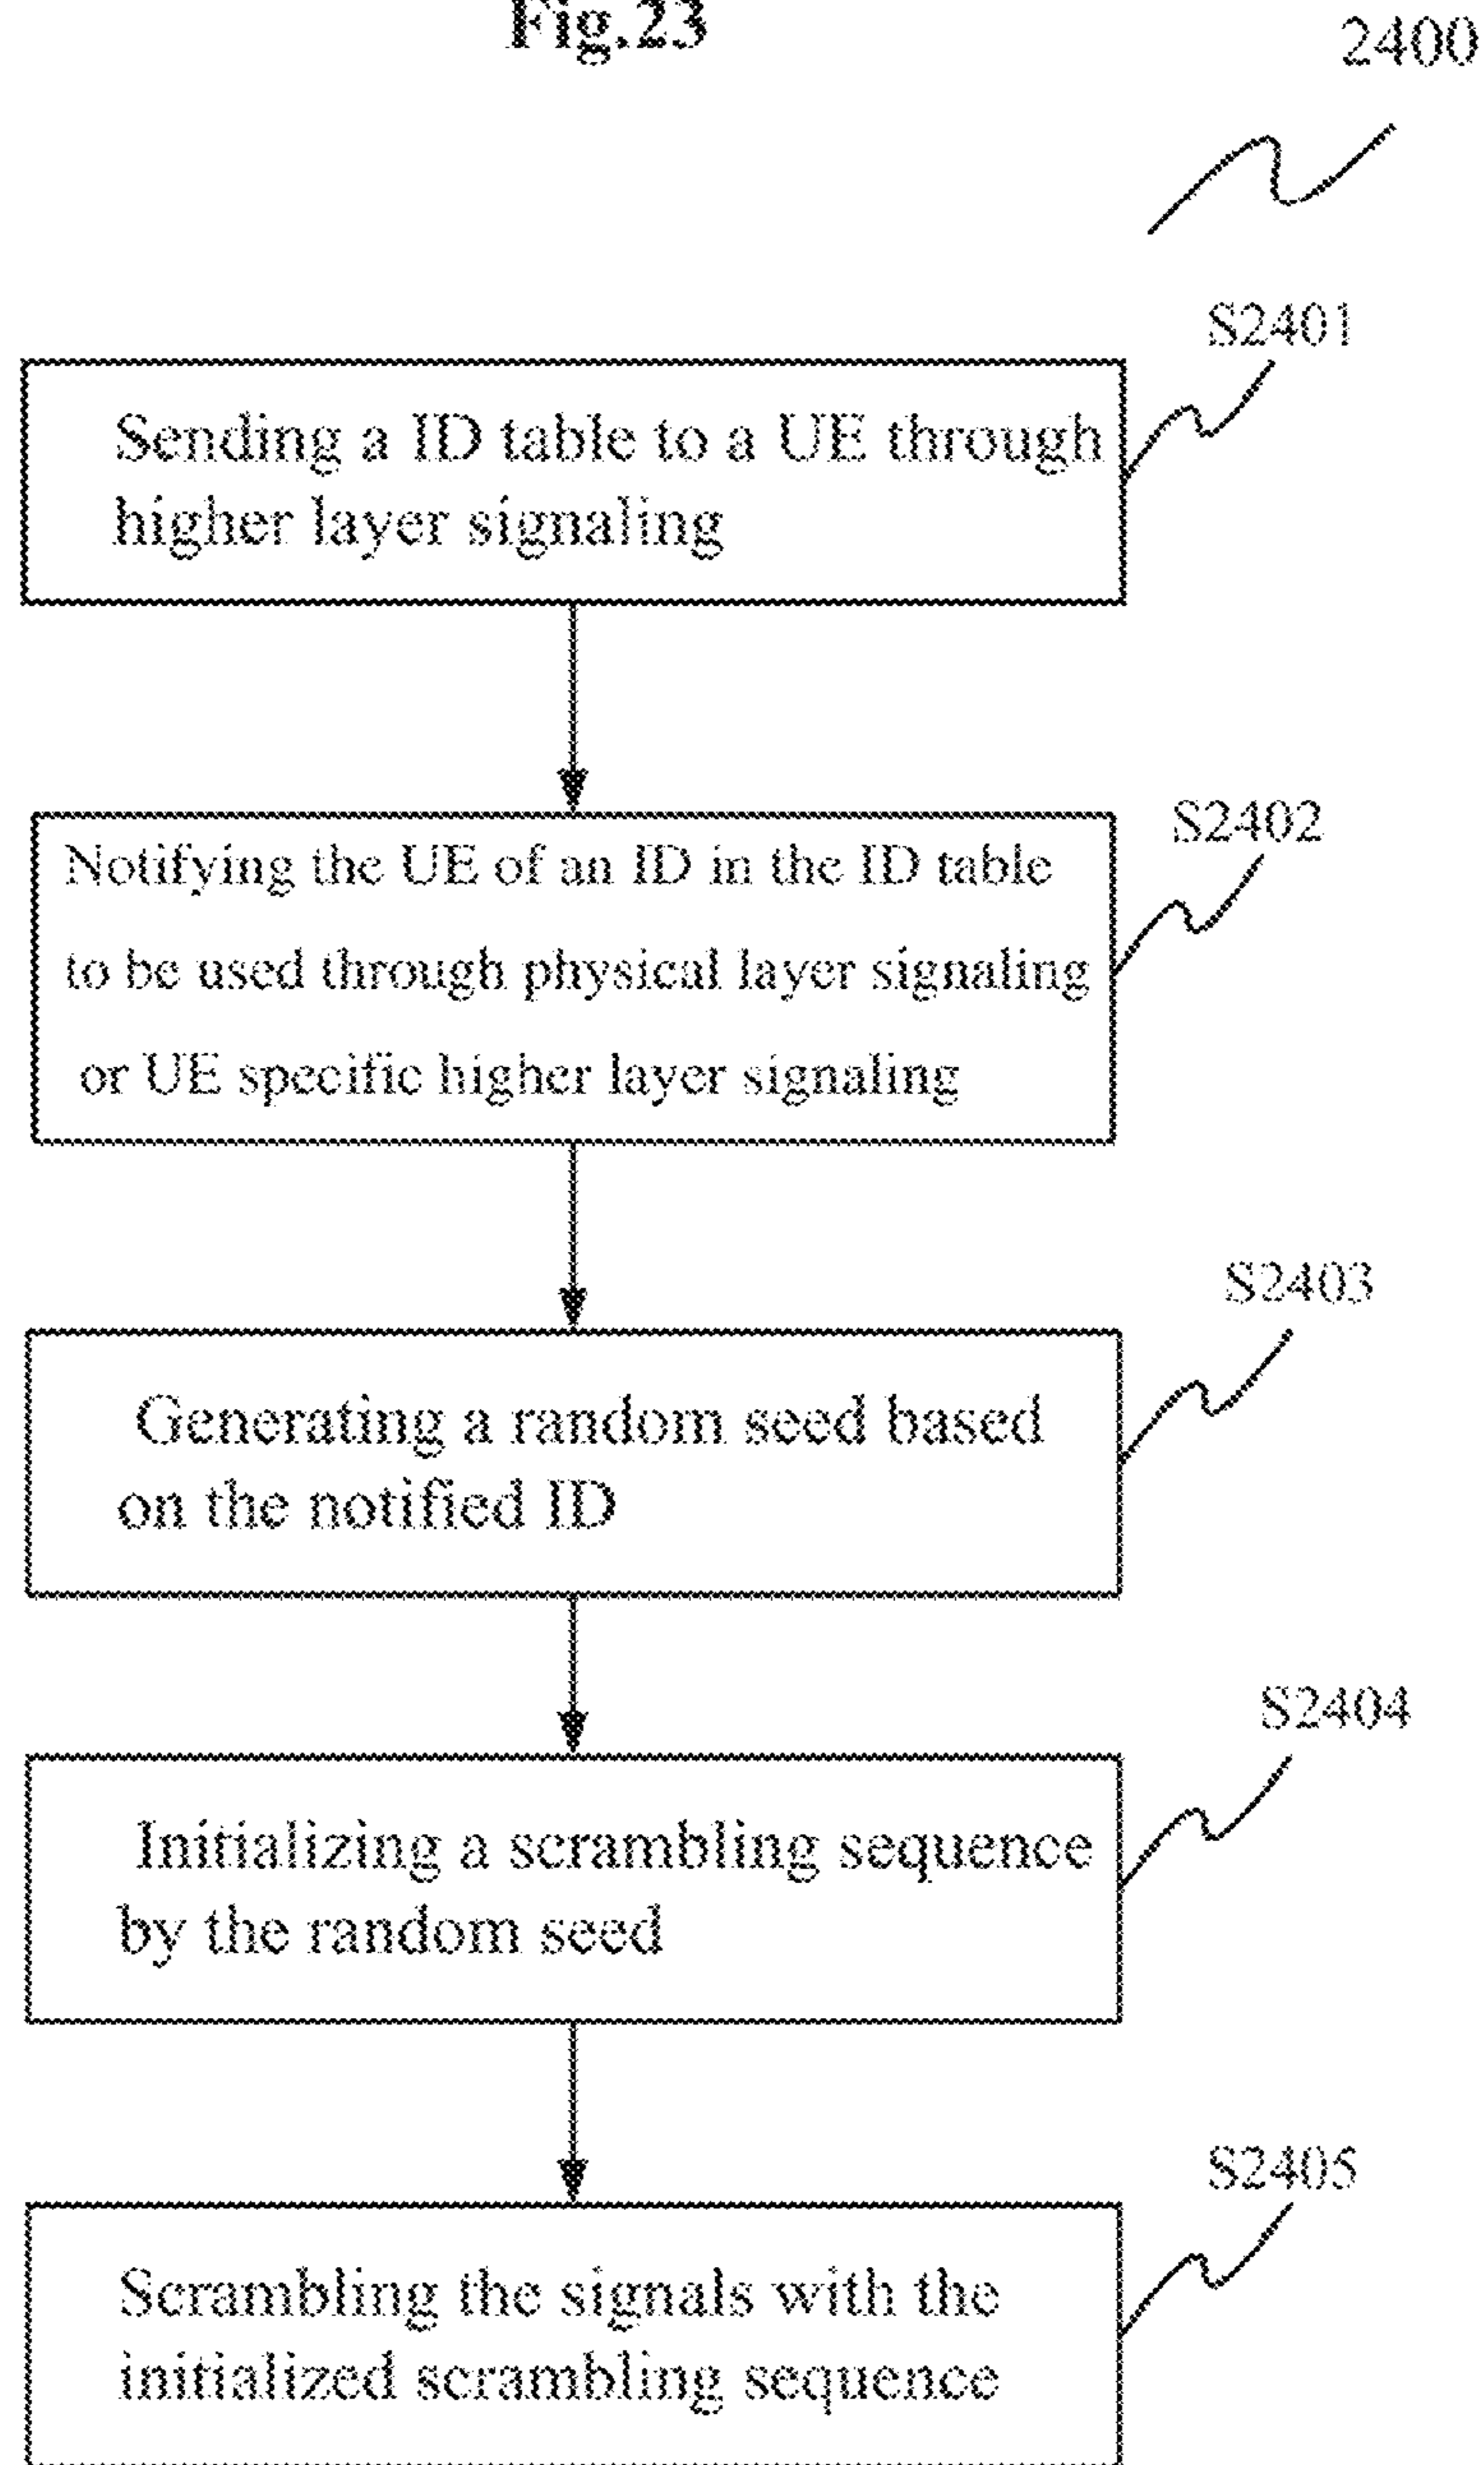 Fig.23
2400
S2401
Sending a ID table to a UE through
higher layer signaling
S2402
Notifying the UE of an ID in the ID table
to be used through physical layer signaling
or UE specific higher layer signaling
S2403
Generating a random seed based
on the notified ID
S2404
Initializing a scrambling sequence
by the random seed
S2405
Scrambling the signals with the
initialized scrambling sequence